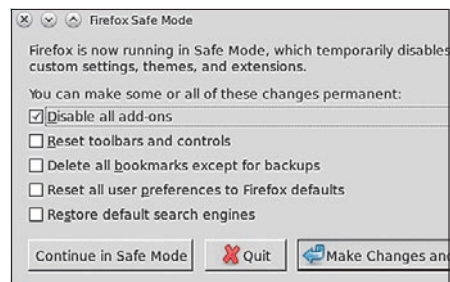 Firefox Safe Mode
Firefox is now running in Safe Mode, which temporarily disables
custom settings, themes, and extensions.
You can make some or all of these changes permanent:
Disable all add-ons
Reset toolbars and controls
Delete all bookmarks except for backups
Reset all user preferences to Firefox defaults
Restore default search engines
Continue in Safe Mode Quit Make Changes and